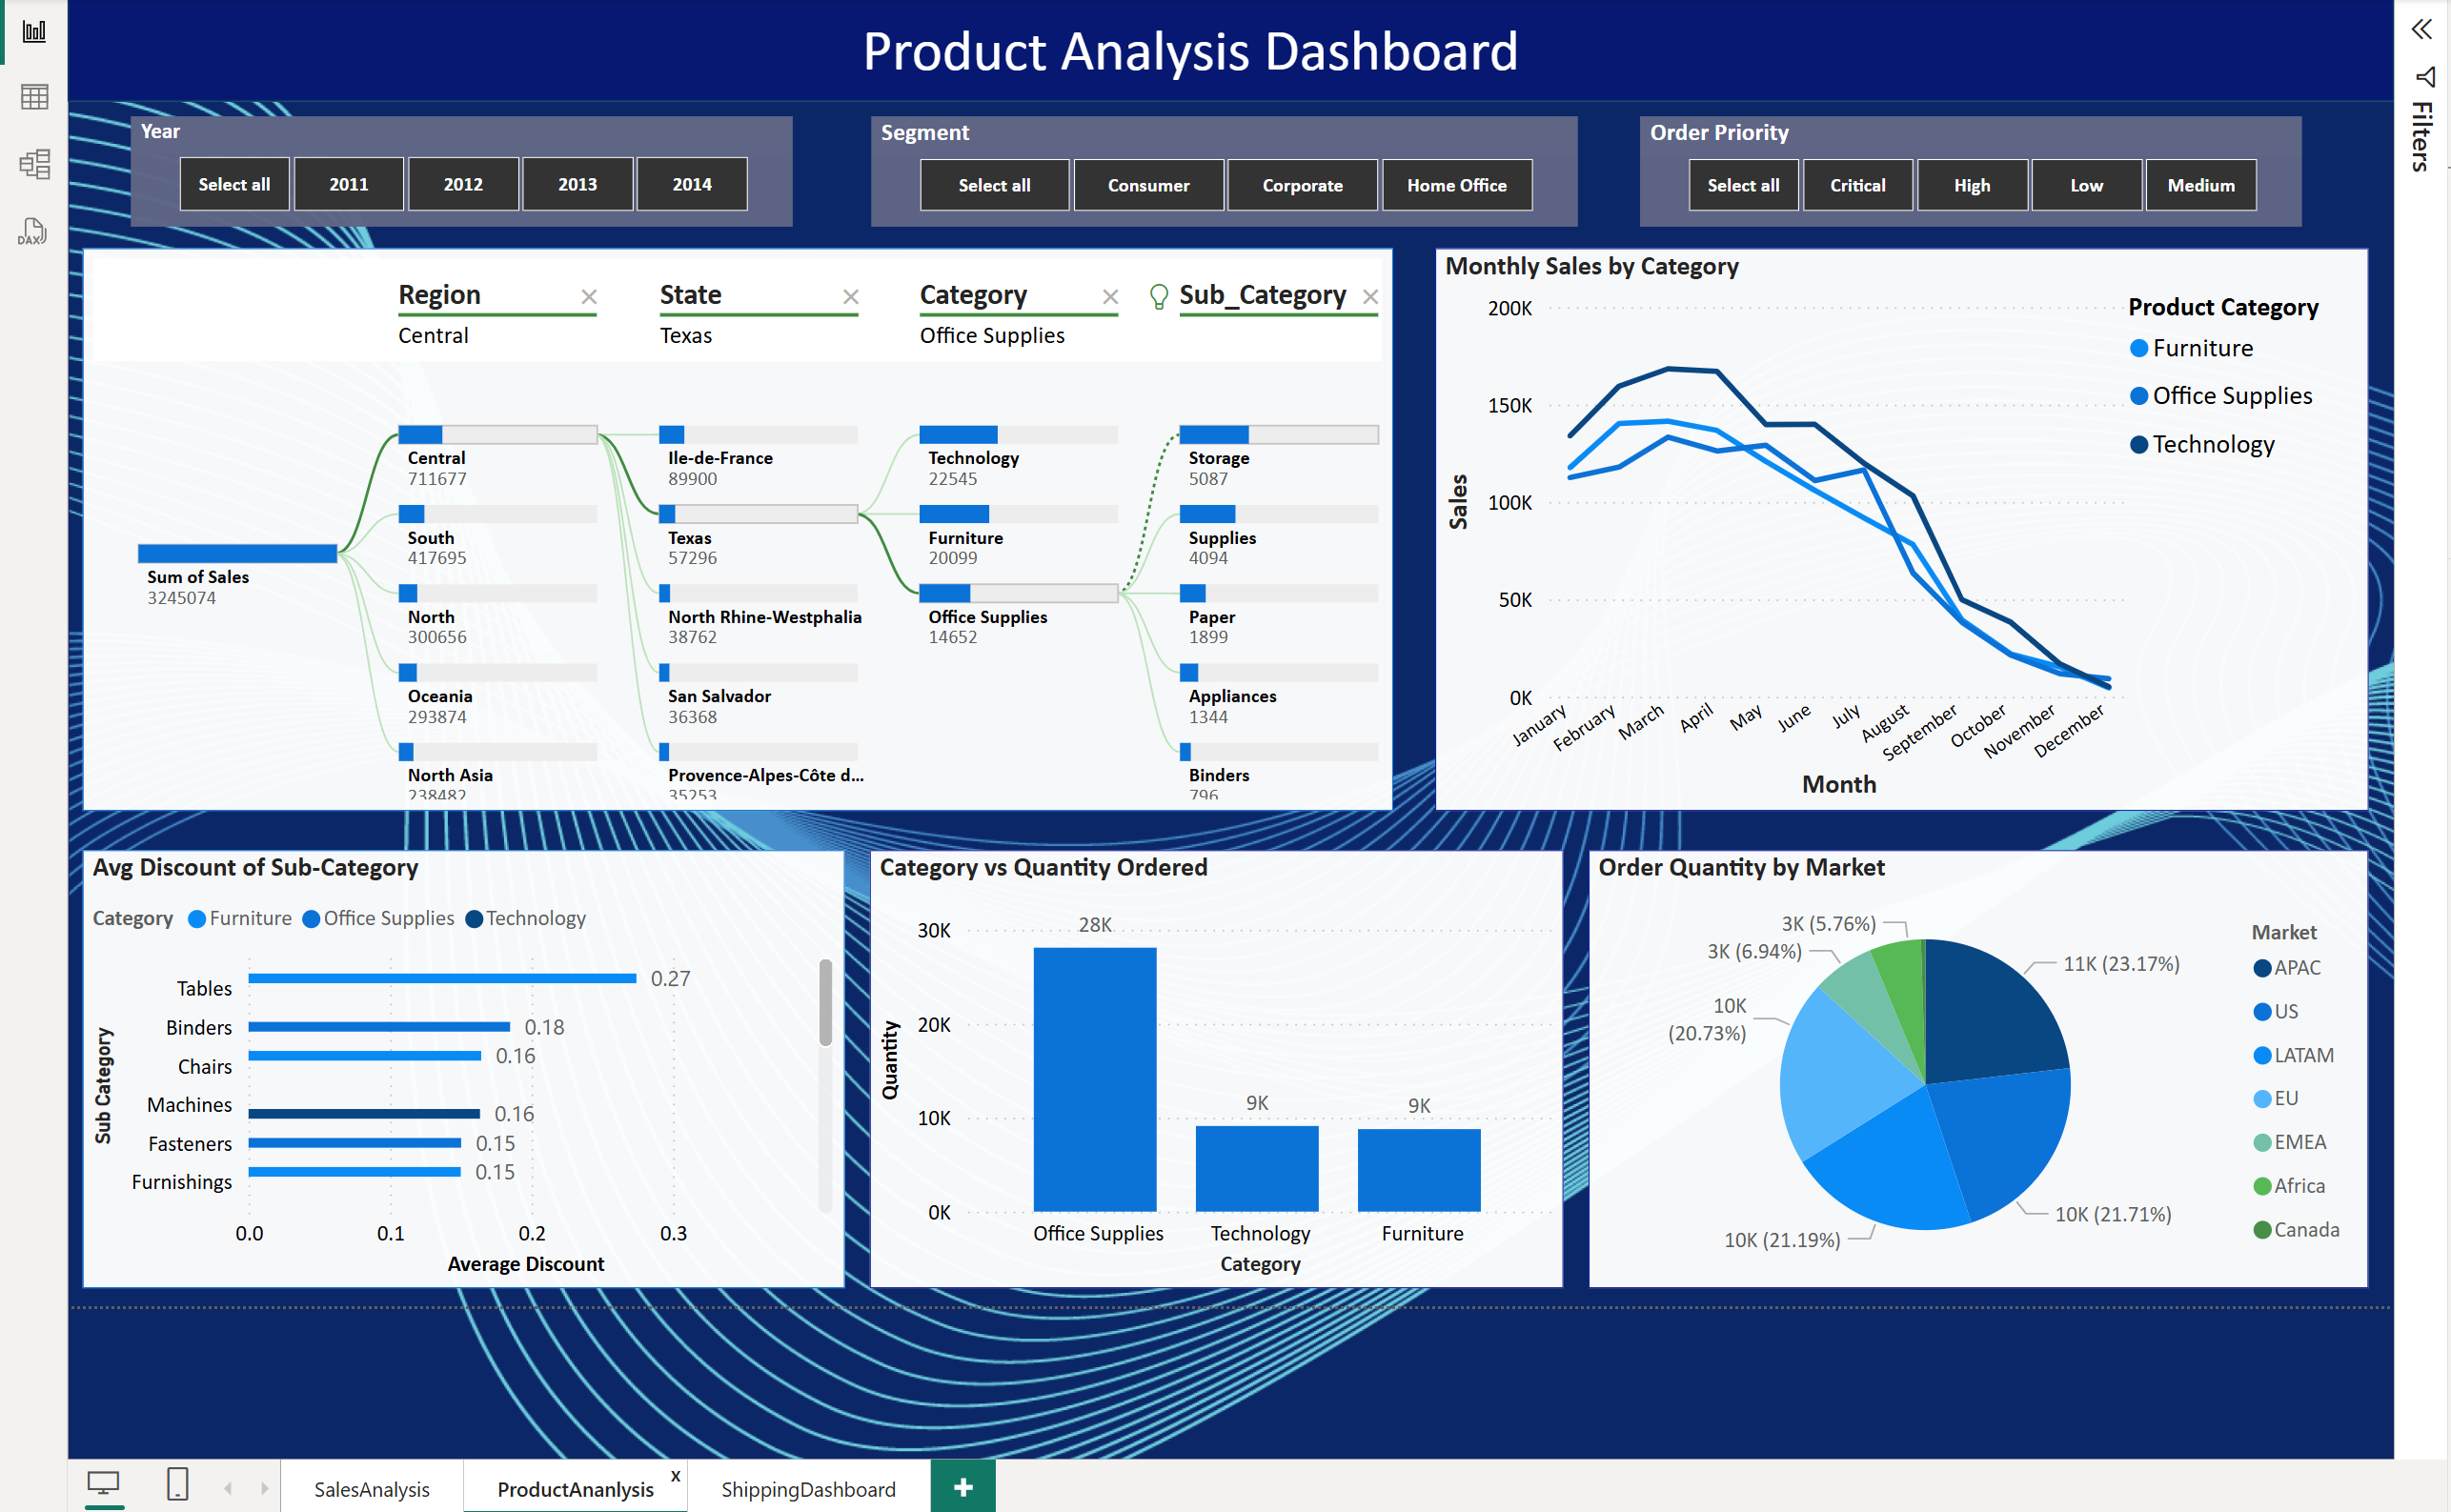 Product Analysis Dashboard
Filters
DAX
Year
Select all 2011 2012 2013 2014
Segment
Select all Consumer Corporate Home Office
Order Priority
Select all Critical High Low Medium
Region State Category Sub_Category
Central Texas Office Supplies
Sum of Sales
3245074
Central
711677
South
417695
North
300656
Oceania
293874
North Asia
238482
Ile-de-France
89900
Texas
57296
North Rhine-Westphalia
38762
San Salvador
36368
Provence-Alpes-Côte d...
35253
Technology
22545
Furniture
20099
Office Supplies
14652
Storage
5087
Supplies
4094
Paper
1899
Appliances
1344
Binders
796
Monthly Sales by Category
200K
150K
100K
50K
0K
Sales
January February March April May June July August September October November December
Month
Product Category
Furniture
Office Supplies
Technology
Avg Discount of Sub-Category
Category Furniture Office Supplies Technology
Sub Category
Tables 0.27
Binders 0.18
Chairs 0.16
Machines 0.16
Fasteners 0.15
Furnishings 0.15
0.0 0.1 0.2 0.3
Average Discount
Category vs Quantity Ordered
Quantity
30K
20K
10K
0K
28K
9K
9K
Office Supplies Technology Furniture
Category
Order Quantity by Market
3K (5.76%)
3K (6.94%)
10K
(20.73%)
10K (21.19%)
11K (23.17%)
10K (21.71%)
Market
APAC
US
LATAM
EU
EMEA
Africa
Canada
SalesAnalysis ProductAnanlysis x ShippingDashboard